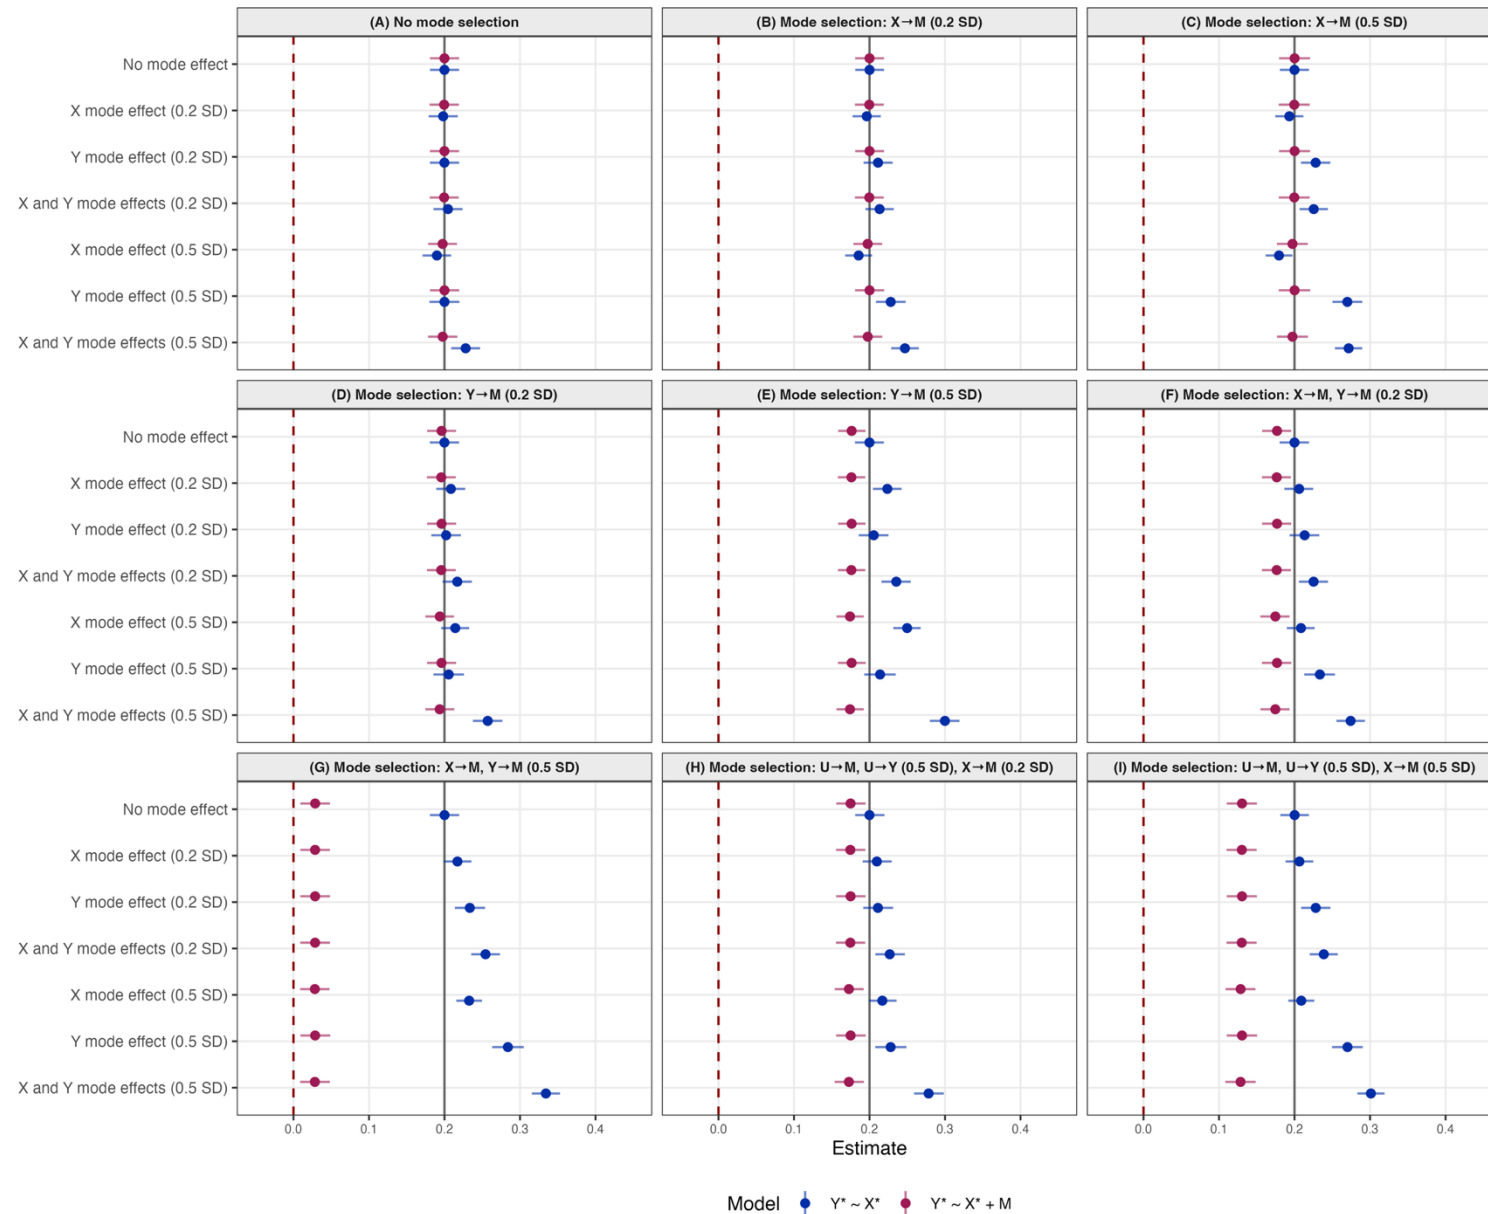 (A) No mode selection
(B) Mode selection: X→M (0.2 SD)
(C) Mode selection: X→M (0.5 SD)
No mode effect
X mode effect (0.2 SD)
Y mode effect (0.2 SD)
X and Y mode effects (0.2 SD)
X mode effect (0.5 SD)
Y mode effect (0.5 SD)
X and Y mode effects (0.5 SD)
(D) Mode selection: Y→M (0.2 SD)
(E) Mode selection: Y→M (0.5 SD)
(F) Mode selection: X→M, Y→M (0.2 SD)
No mode effect
X mode effect (0.2 SD)
Y mode effect (0.2 SD)
X and Y mode effects (0.2 SD)
X mode effect (0.5 SD)
Y mode effect (0.5 SD)
X and Y mode effects (0.5 SD)
(G) Mode selection: X→M, Y→M (0.5 SD)
(H) Mode selection: U→M, U→Y (0.5 SD), X→M (0.2 SD)
(I) Mode selection: U→M, U→Y (0.5 SD), X→M (0.5 SD)
No mode effect
X mode effect (0.2 SD)
Y mode effect (0.2 SD)
X and Y mode effects (0.2 SD)
X mode effect (0.5 SD)
Y mode effect (0.5 SD)
X and Y mode effects (0.5 SD)
0.0 0.1 0.2 0.3 0.4
0.0 0.1 0.2 0.3 0.4
0.0 0.1 0.2 0.3 0.4
Estimate
Model Y* ~ X* Y* ~ X* + M